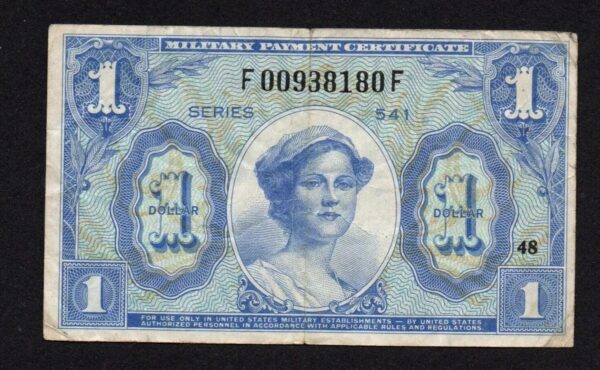 MILITARY PAYMENT CERTIFICATE
1 F 00938180 F 1
SERIES 541
1 DOLLAR 1 DOLLAR
48
1 1
FOR USE ONLY IN UNITED STATES MILITARY ESTABLISHMENTS — BY UNITED STATES
AUTHORIZED PERSONNEL IN ACCORDANCE WITH APPLICABLE RULES AND REGULATIONS.